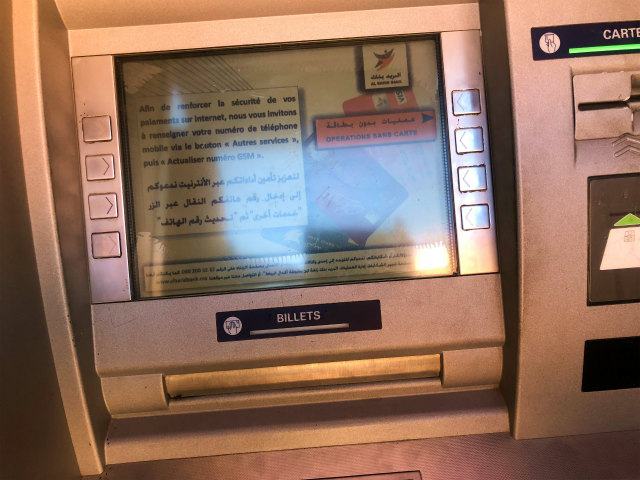 CARTE
البريد بنك
AL BARID BANK
Afin de renforcer la sécurité de vos
paiements sur internet, nous vous invitons
à renseigner votre numéro de téléphone
mobile via le bouton « Autres services »,
puis « Actualiser numéro GSM ».
عمليات بدون بطاقة
OPERATIONS SANS CARTE
لتعزيز تأمين أداءاتكم عبر الأنترنيت ندعوكم
إلى إدخال رقم هاتفكم النقال عبر الزر
"خدمات أخرى" ثم "تحديث رقم الهاتف"
BILLETS